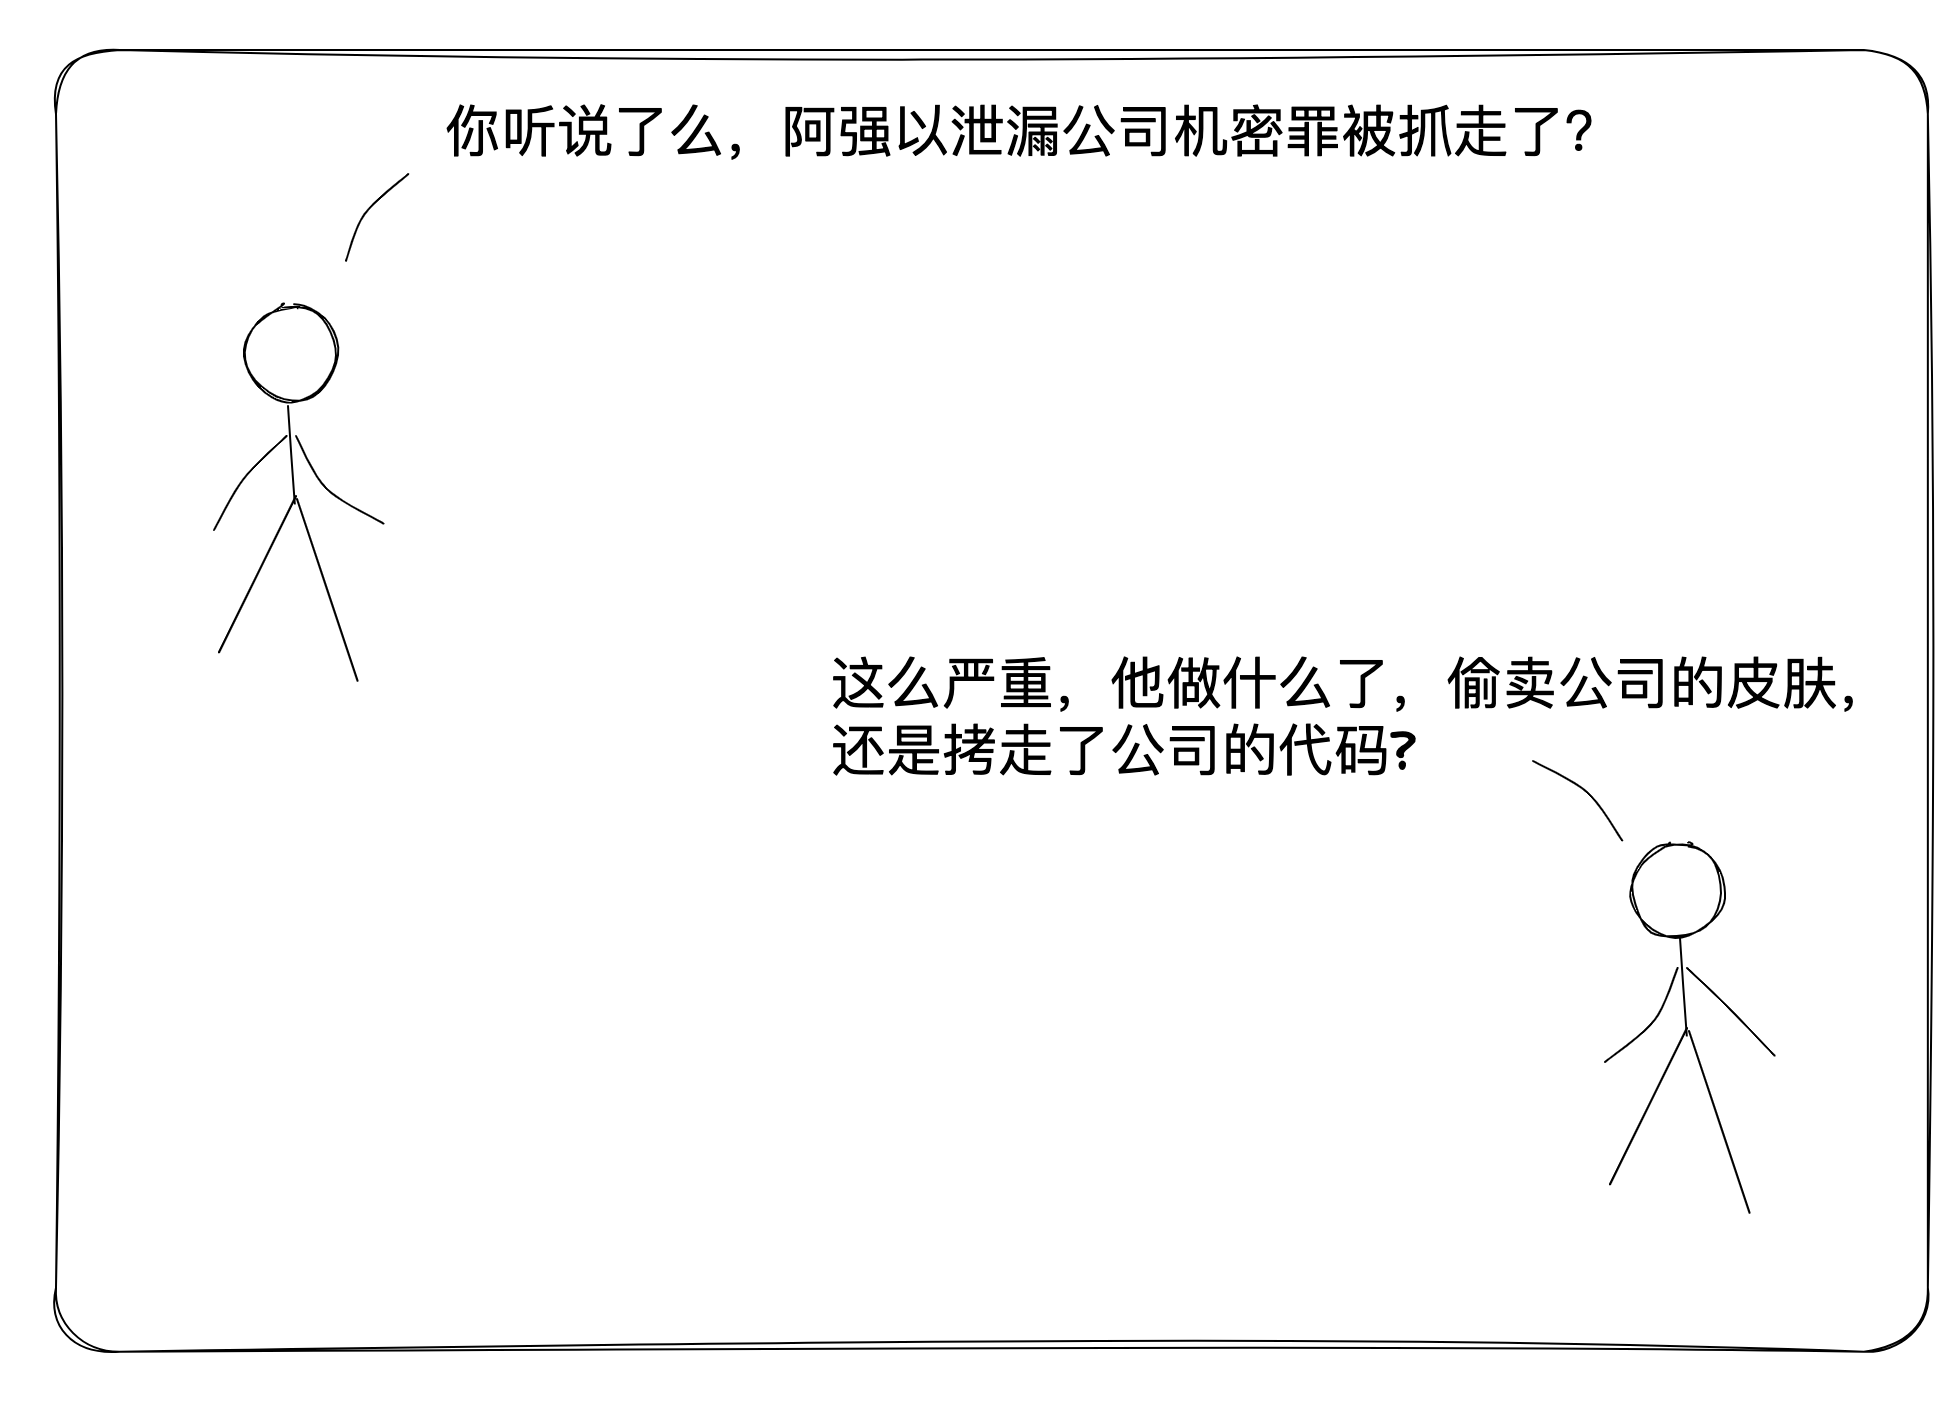 你听说了么，阿强以泄漏公司机密罪被抓走了？
这么严重，他做什么了，偷卖公司的皮肤，
还是拷走了公司的代码?